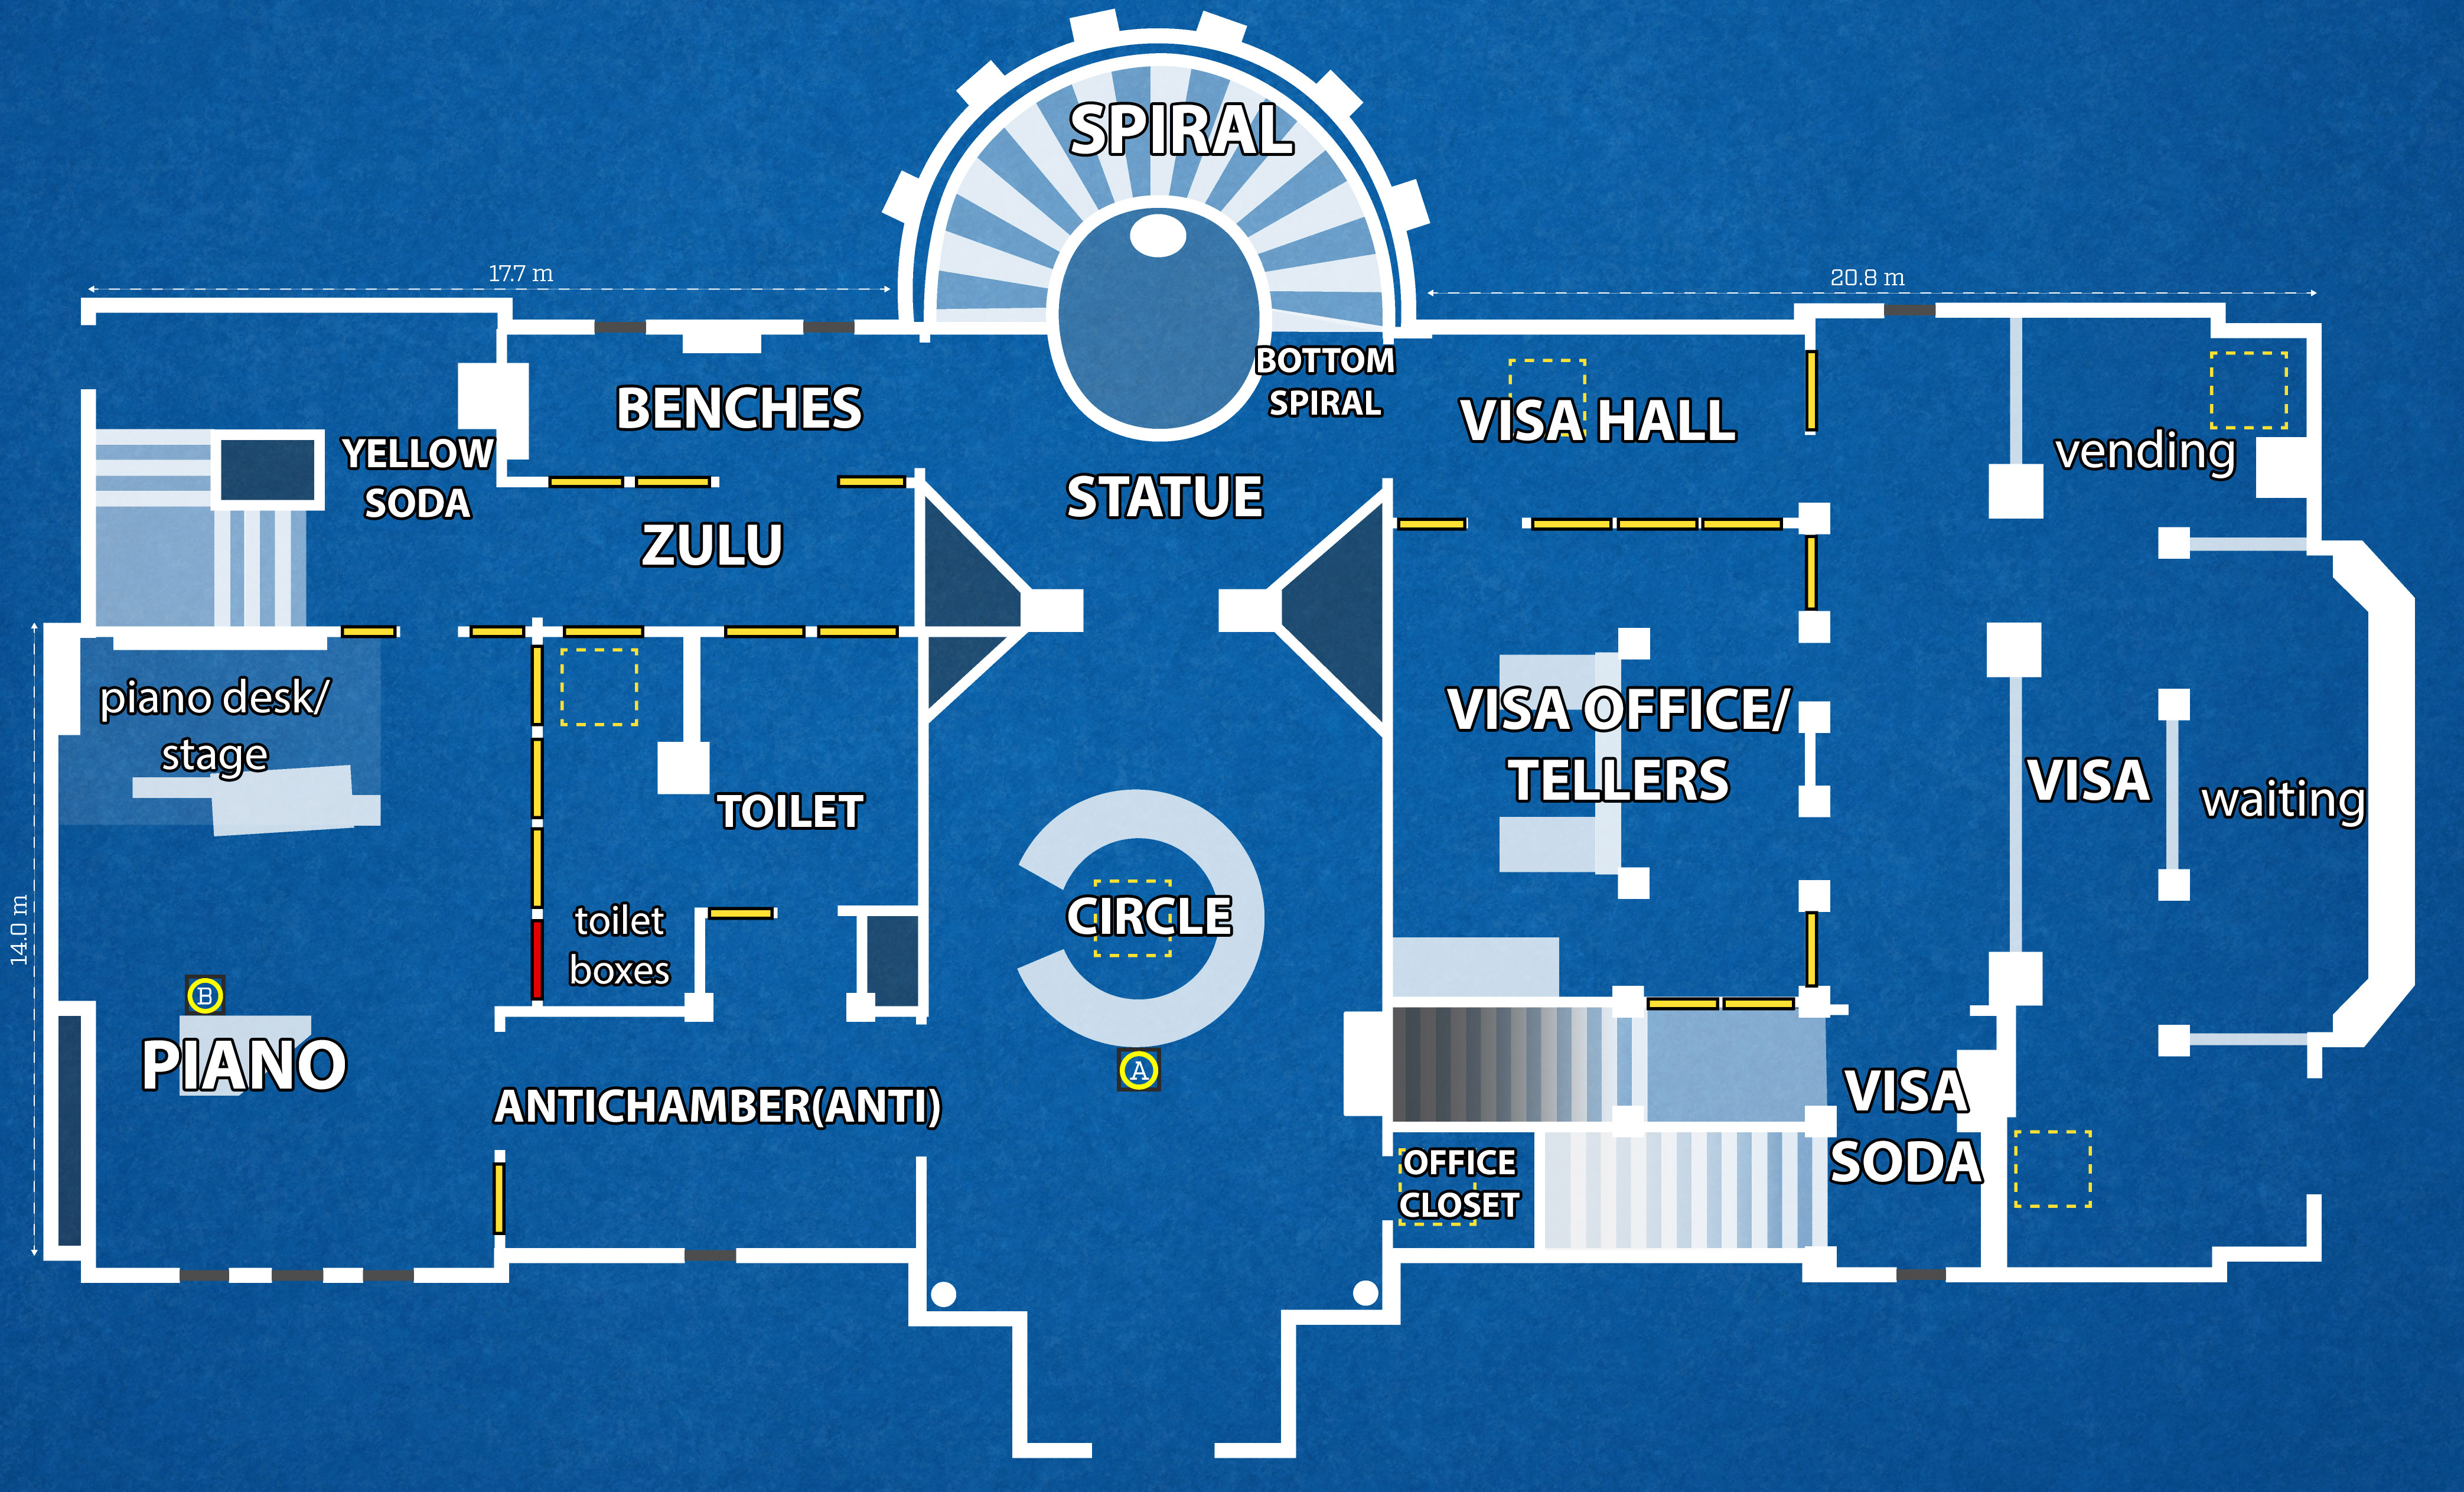 SPIRAL
17.7 m
20.8 m
BOTTOM
SPIRAL
BENCHES
VISA HALL
YELLOW
SODA
vending
STATUE
ZULU
piano desk/
stage
VISA OFFICE/
TELLERS
VISA
waiting
TOILET
14.0 m
toilet
boxes
CIRCLE
B
PIANO
A
ANTICHAMBER(ANTI)
VISA
SODA
OFFICE
CLOSET